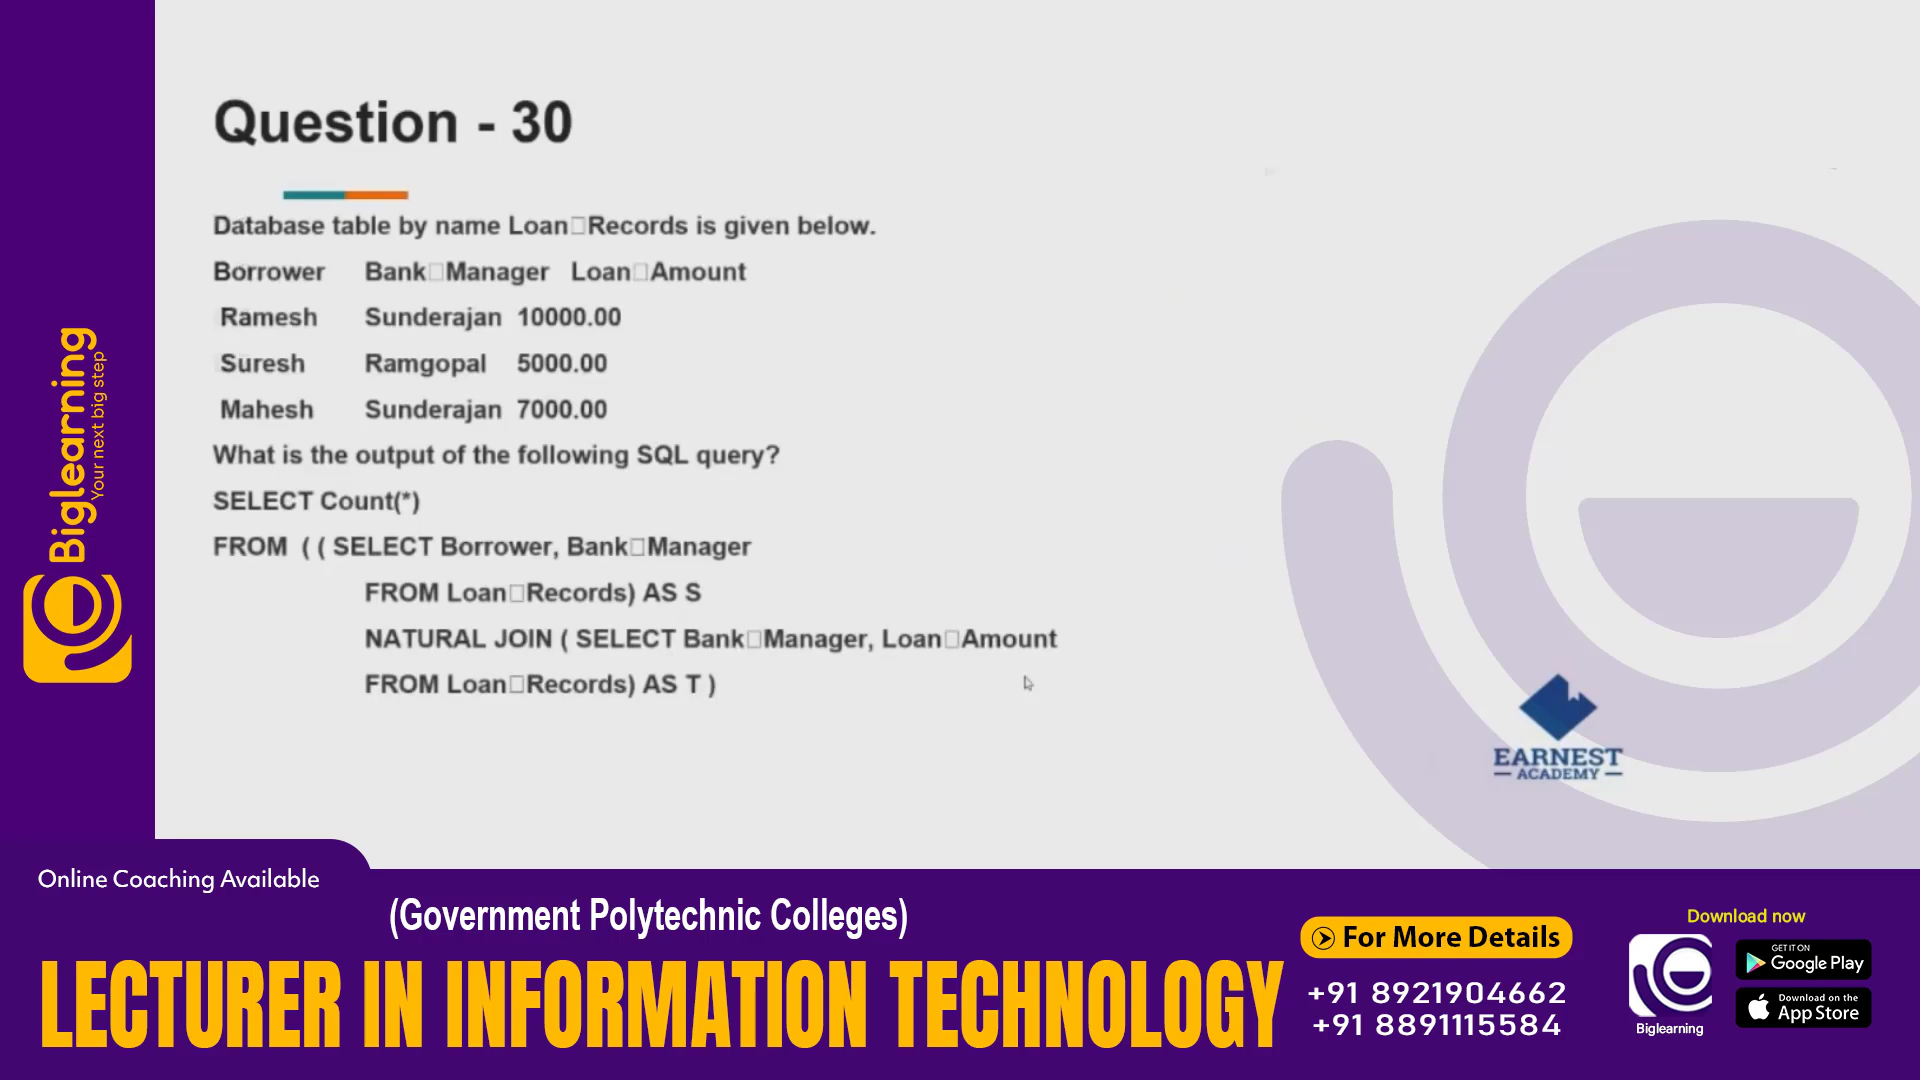 Question - 30
Database table by name Loan□Records is given below.
Borrower Bank□Manager Loan□Amount
Ramesh Sunderajan 10000.00
Suresh Ramgopal 5000.00
Mahesh Sunderajan 7000.00
What is the output of the following SQL query?
SELECT Count(*)
FROM ( ( SELECT Borrower, Bank□Manager
FROM Loan□Records) AS S
NATURAL JOIN ( SELECT Bank□Manager, Loan□Amount
FROM Loan□Records) AS T )
Biglearning
Your next big step
EARNEST
ACADEMY
Online Coaching Available
(Government Polytechnic Colleges)
LECTURER IN INFORMATION TECHNOLOGY
For More Details
+91 8921904662
+91 8891115584
Download now
Biglearning
GET IT ON
Google Play
Download on the
App Store